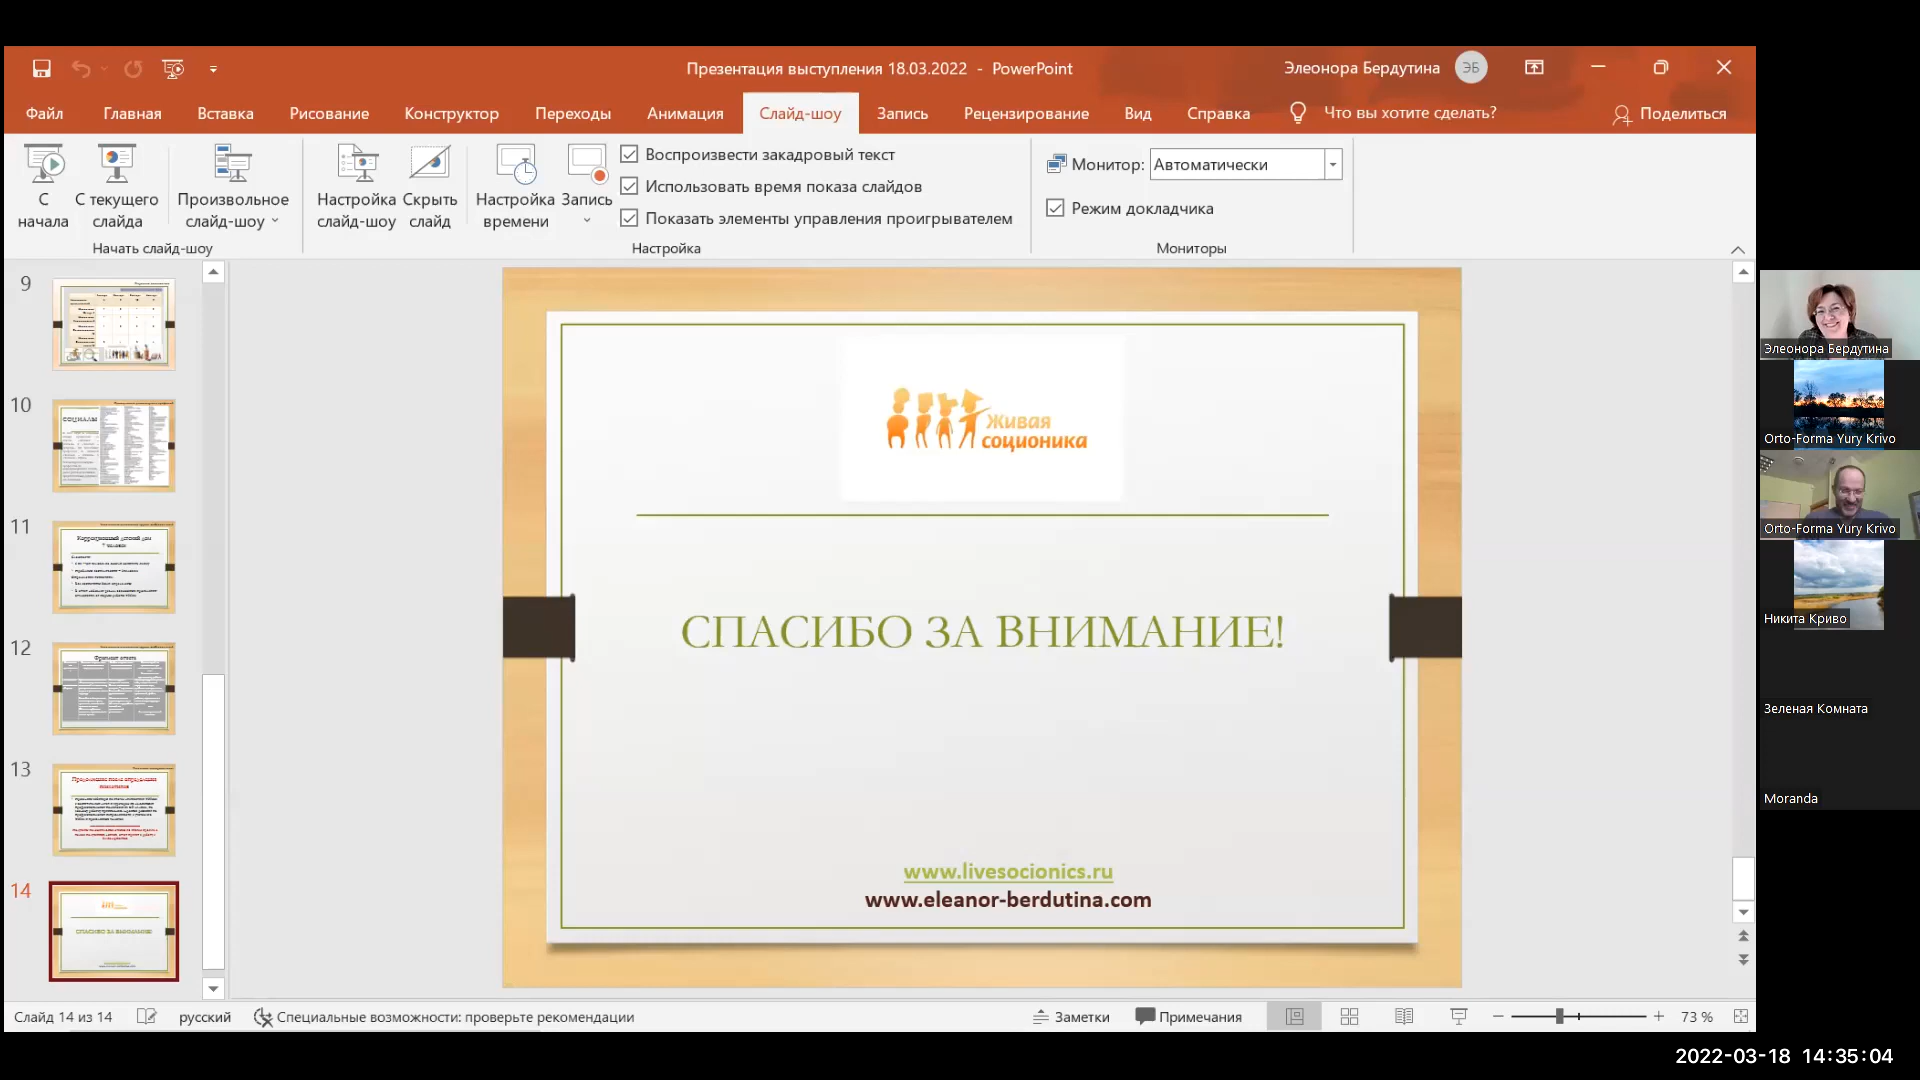 Презентация выступления 18.03.2022 - PowerPoint
Элеонора Бердутина
ЭБ
Файл
Главная
Вставка
Рисование
Конструктор
Переходы
Анимация
Слайд-шоу
Запись
Рецензирование
Вид
Справка
Что вы хотите сделать?
Поделиться
С начала
С текущего слайда
Произвольное слайд-шоу
Начать слайд-шоу
Настройка слайд-шоу
Скрыть слайд
Настройка времени
Запись
Воспроизвести закадровый текст
Использовать время показа слайдов
Показать элементы управления проигрывателем
Настройка
Монитор:
Автоматически
Режим докладчика
Мониторы
9
10
СОЦИАЛЫ
11
12
13
14
СПАСИБО ЗА ВНИМАНИЕ!
Живая
соционика
СПАСИБО ЗА ВНИМАНИЕ!
www.livesocionics.ru
www.eleanor-berdutina.com
Элеонора Бердутина
Orto-Forma Yury Krivo
Orto-Forma Yury Krivo
Никита Криво
Зеленая Комната
Moranda
Слайд 14 из 14
русский
Специальные возможности: проверьте рекомендации
Заметки
Примечания
73 %
2022-03-18 14:35:04